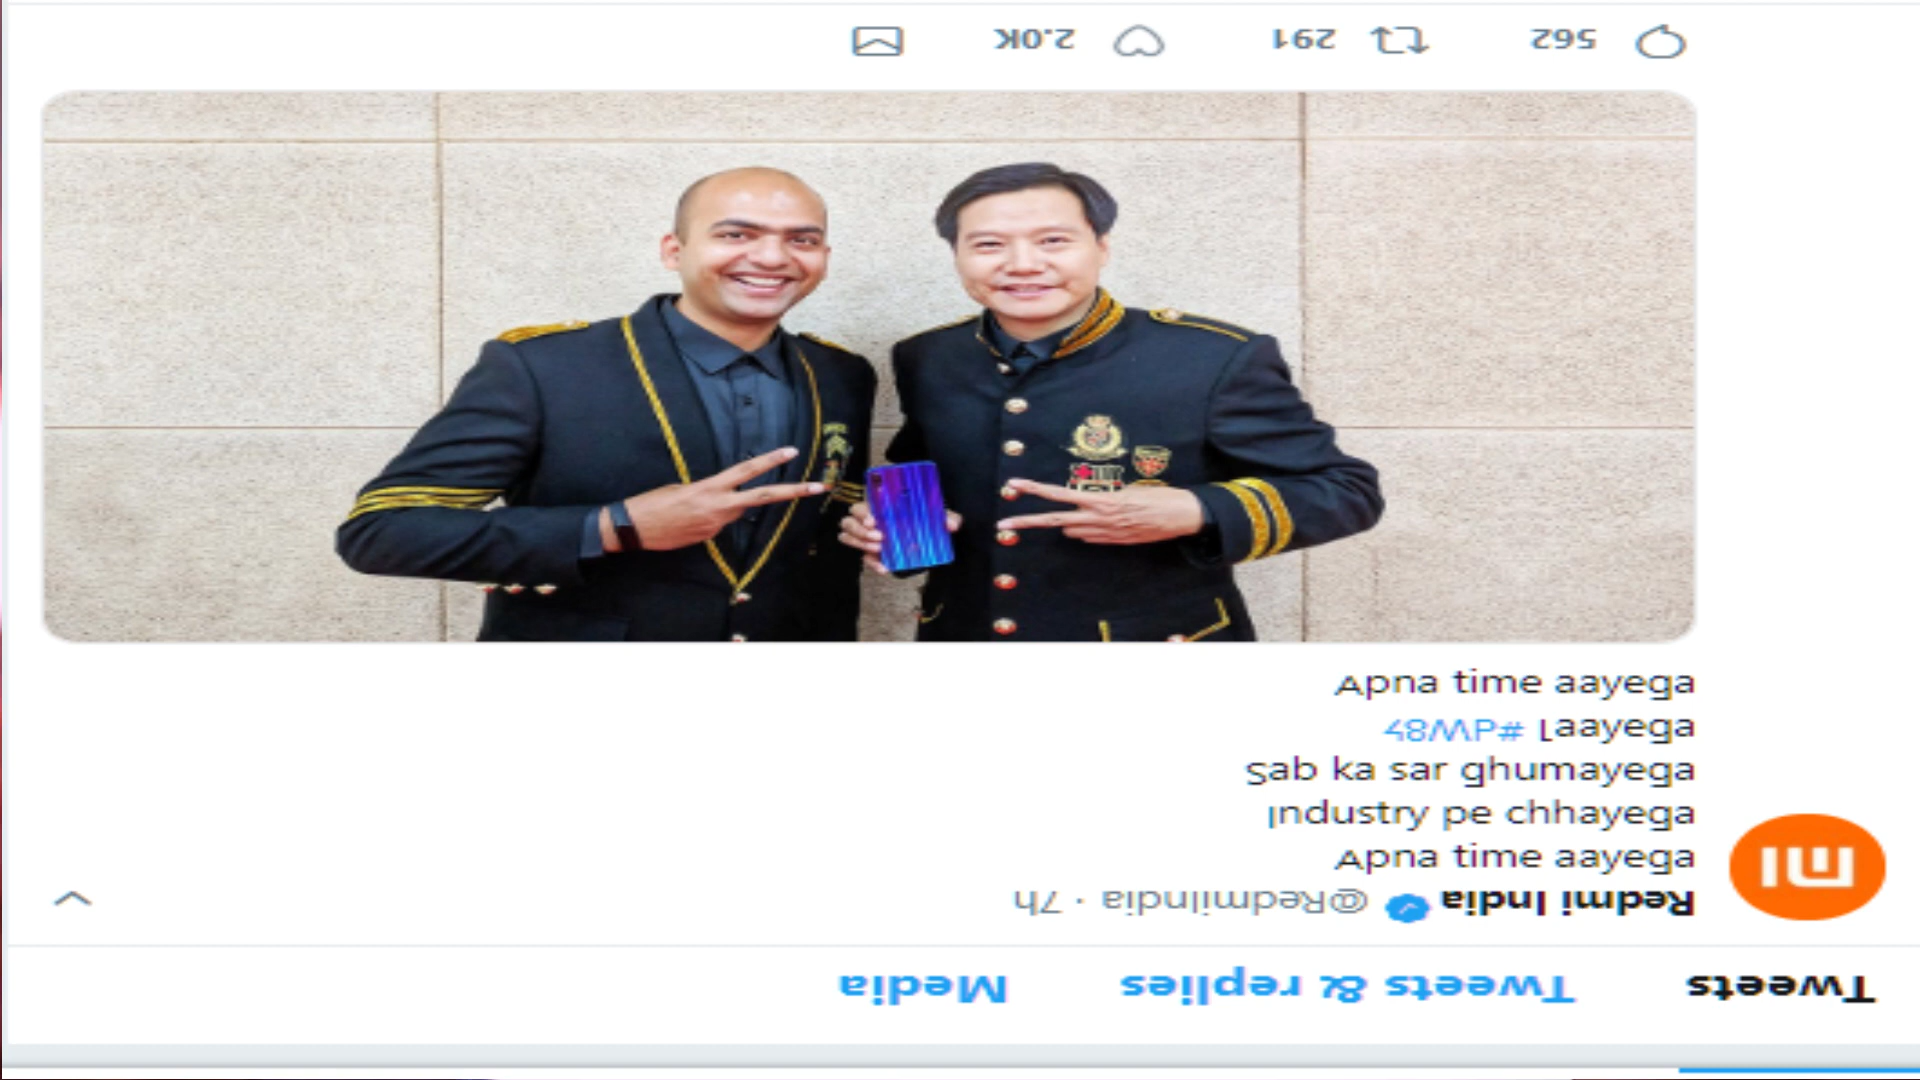 Tweets Tweets & replies Media
mi
Redmi India @RedmiIndia · 7h
Apna time aayega
Industry pe chhayega
Sab ka sar ghumayega
#48MP Laayega
Apna time aayega
562 291 2.0K